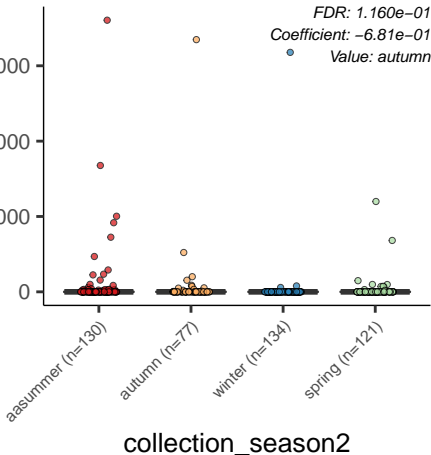 FDR: 1.160e−01
Coefficient: −6.81e−01
Value: autumn
000
000
000
0
aasummer (n=130)
autumn (n=77)
winter (n=134)
spring (n=121)
collection_season2